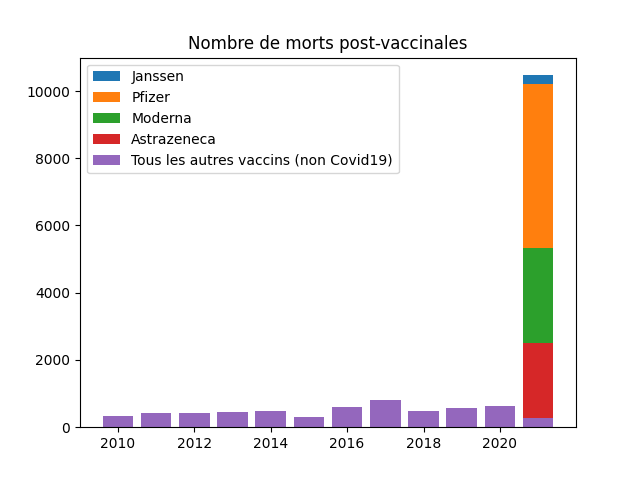 Nombre de morts post-vaccinales
Janssen
Pfizer
Moderna
Astrazeneca
Tous les autres vaccins (non Covid19)
10000
8000
6000
4000
2000
0
2010 2012 2014 2016 2018 2020